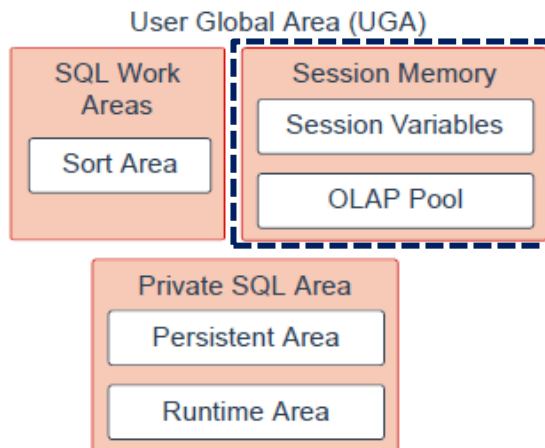 User Global Area (UGA)
SQL Work
Areas
Sort Area
Session Memory
Session Variables
OLAP Pool
Private SQL Area
Persistent Area
Runtime Area